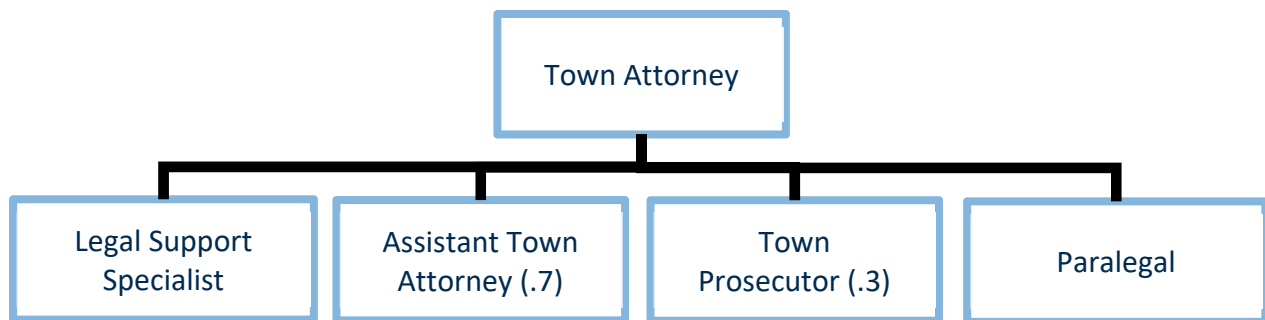 Town Attorney
Legal Support
Specialist
Assistant Town
Attorney (.7)
Town
Prosecutor (.3)
Paralegal